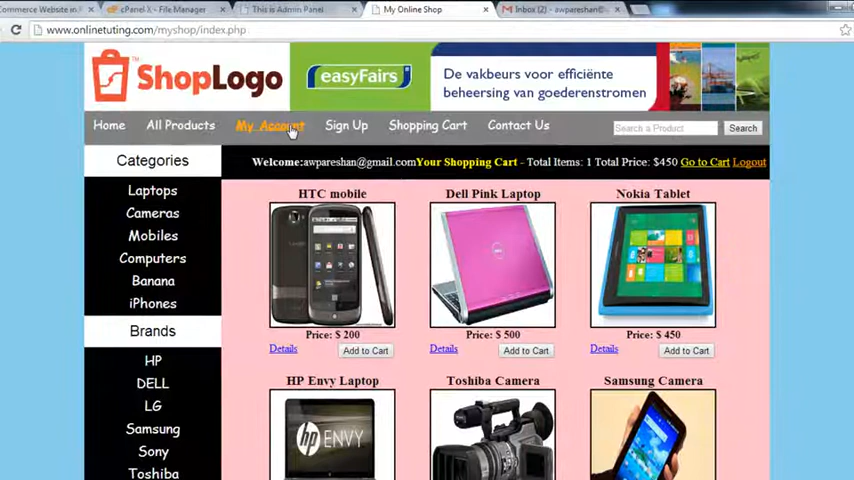 Commerce Website in
cPanel X - File Manager
This is Admin Panel
My Online Shop
Inbox (2) - awpareshan@
www.onlinetuting.com/myshop/index.php
ShopLogo
TM
easyFairs
De vakbeurs voor efficiënte
beheersing van goederenstromen
Home All Products My Account Sign Up Shopping Cart Contact Us
Search a Product Search
Categories
Welcome:awpareshan@gmail.comYour Shopping Cart - Total Items: 1 Total Price: $450 Go to Cart Logout
Laptops
Cameras
Mobiles
Computers
Banana
iPhones
Brands
HP
DELL
LG
Samsung
Sony
Toshiba
HTC mobile
Price: $ 200
Details Add to Cart
Dell Pink Laptop
Price: $ 500
Details Add to Cart
Nokia Tablet
Price: $ 450
Details Add to Cart
HP Envy Laptop
hp ENVY
Toshiba Camera
Samsung Camera